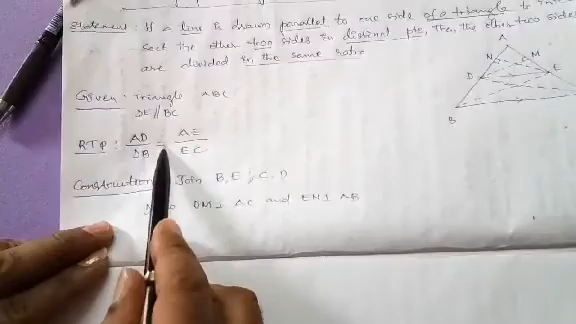 Statement : If a line is drawn parallel to one side of a triangle to
sect the other two sides in distinct pts, then the other two sides
are divided in the same ratio
A
N
M
D
E
B
Given : Triangle ABC
DE // BC
RTP : AD/DB = AE/EC
Construction Join B, E ; C, D
DM ⊥ AC and EN ⊥ AB